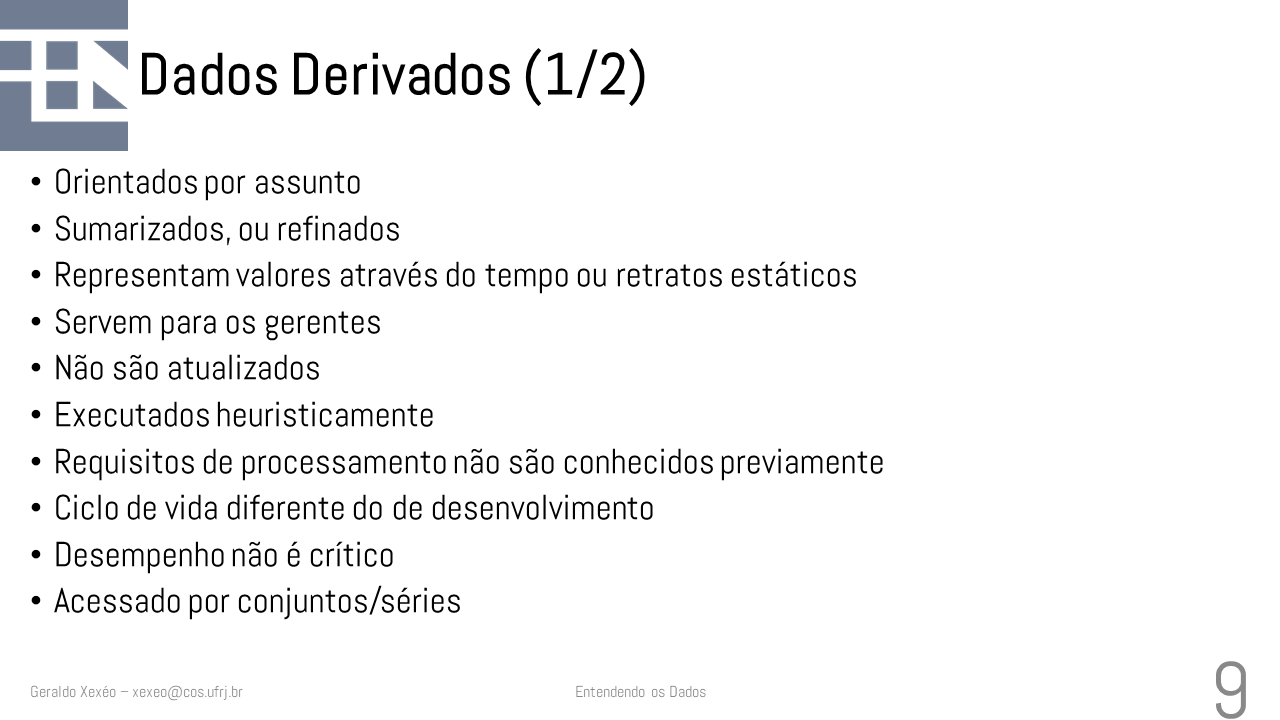 Dados Derivados (1/2)
• Orientados por assunto
• Sumarizados, ou refinados
• Representam valores através do tempo ou retratos estáticos
• Servem para os gerentes
• Não são atualizados
• Executados heuristicamente
• Requisitos de processamento não são conhecidos previamente
• Ciclo de vida diferente do de desenvolvimento
• Desempenho não é crítico
• Acessado por conjuntos/séries
Geraldo Xexéo – xexeo@cos.ufrj.br
Entendendo os Dados
9